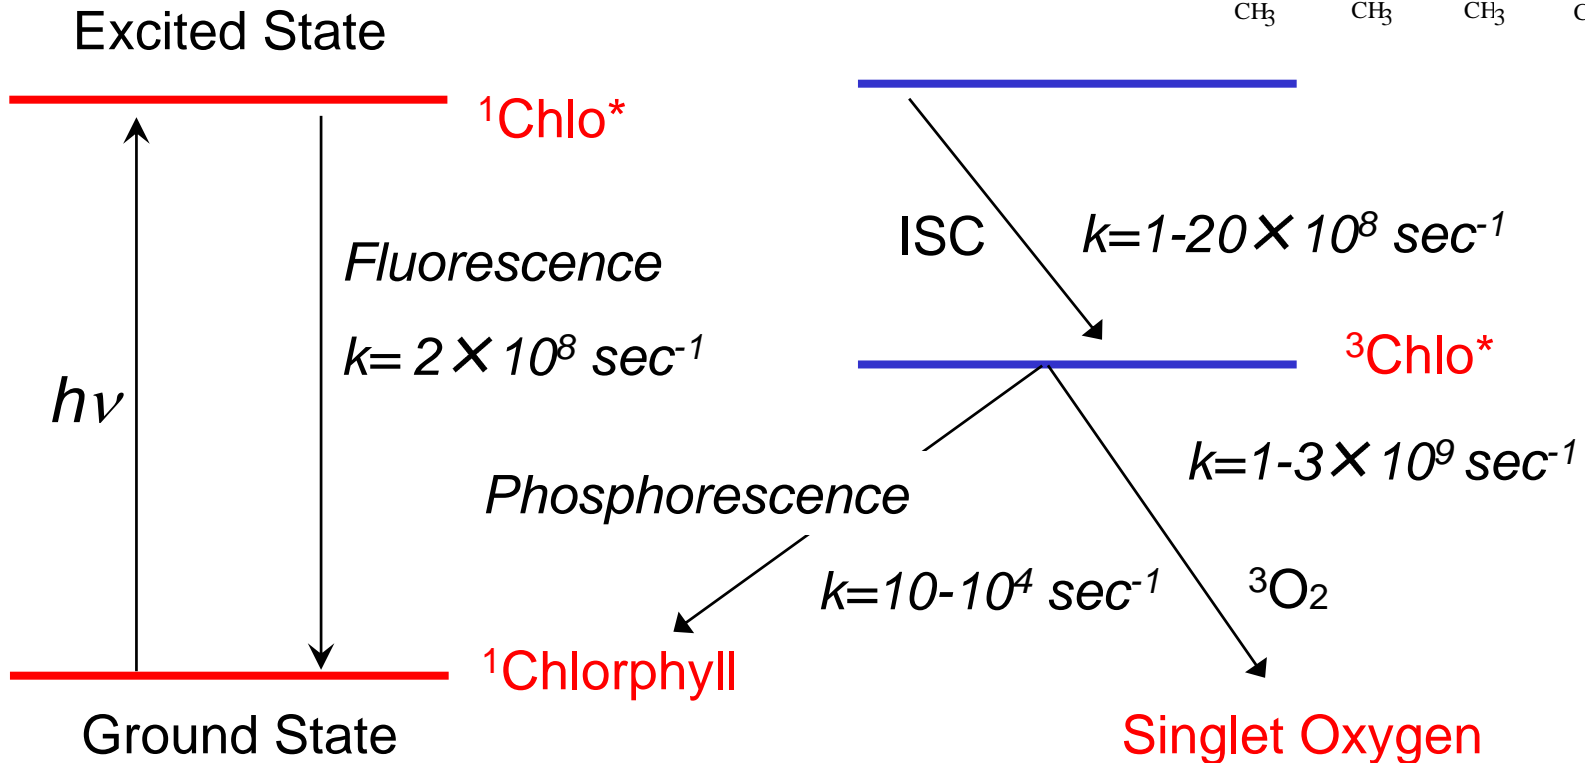 CH3 CH3 CH3 C
Excited State
¹Chlo*
ISC
k=1-20×10⁸ sec⁻¹
Fluorescence
k= 2×10⁸ sec⁻¹
hν
³Chlo*
k=1-3×10⁹ sec⁻¹
Phosphorescence
k=10-10⁴ sec⁻¹
³O₂
¹Chlorphyll
Ground State
Singlet Oxygen